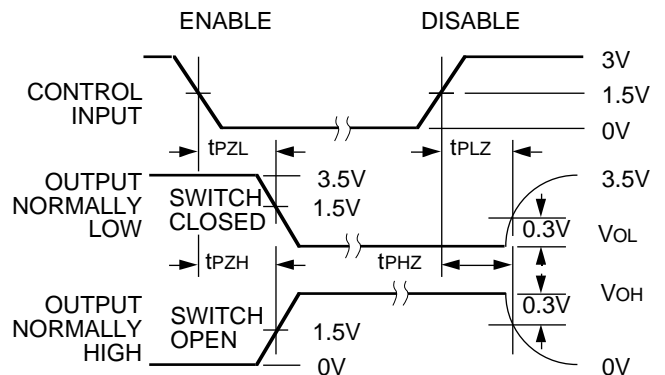 ENABLE DISABLE
3V
CONTROL
INPUT
1.5V
0V
tPZL tPLZ
OUTPUT
NORMALLY
LOW
SWITCH
CLOSED
3.5V
1.5V
3.5V
0.3V VOL
tPZH tPHZ
OUTPUT
NORMALLY
HIGH
SWITCH
OPEN
0.3V VOH
1.5V
0V
0V